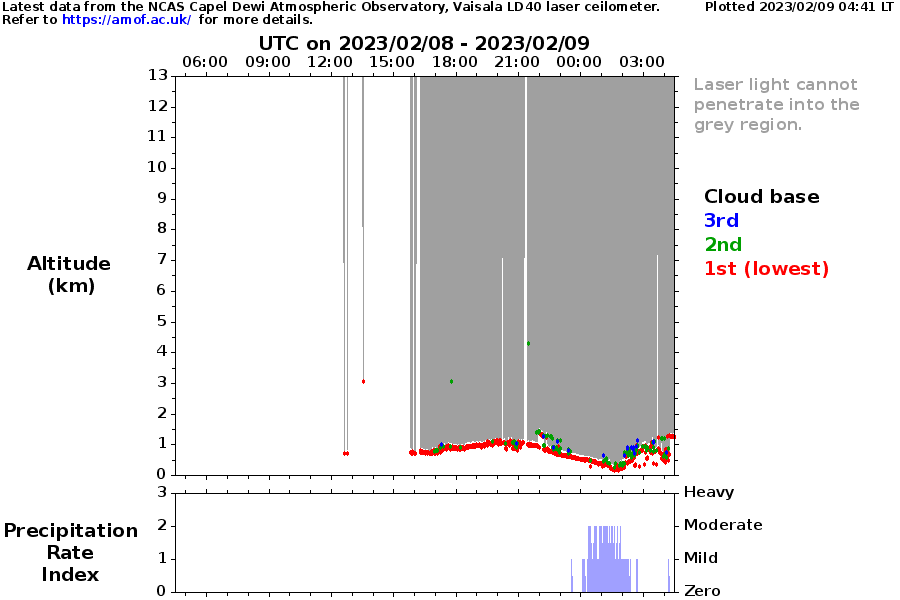 Latest data from the NCAS Capel Dewi Atmospheric Observatory, Vaisala LD40 laser ceilometer. Plotted 2023/02/09 04:41 LT
Refer to https://amof.ac.uk/ for more details.
UTC on 2023/02/08 - 2023/02/09
06:00 09:00 12:00 15:00 18:00 21:00 00:00 03:00
13
12
11
10
9
8
7
6
5
4
3
2
1
0
Altitude
(km)
Laser light cannot
penetrate into the
grey region.
Cloud base
3rd
2nd
1st (lowest)
3 Heavy
2 Moderate
1 Mild
0 Zero
Precipitation
Rate
Index